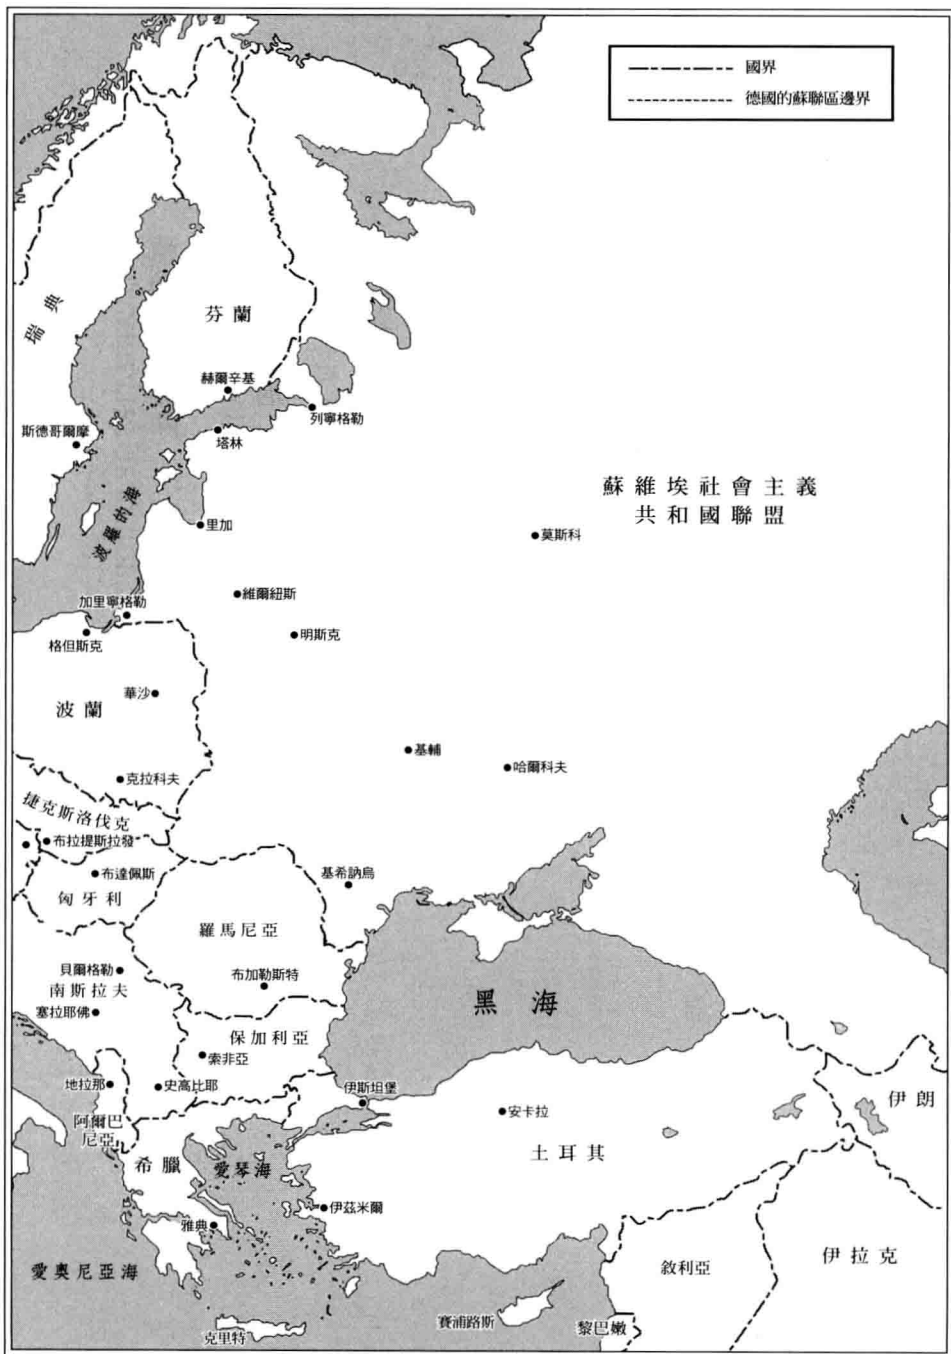 國界
德國的蘇聯區邊界
瑞典
芬蘭
赫爾辛基
列寧格勒
斯德哥爾摩
塔林
蘇維埃社會主義
共和國聯盟
波羅的海
里加
莫斯科
維爾紐斯
加里寧格勒
格但斯克
明斯克
華沙
波蘭
基輔
哈爾科夫
克拉科夫
捷克斯洛伐克
布拉提斯拉發
布達佩斯
匈牙利
基希訥烏
羅馬尼亞
貝爾格勒
南斯拉夫
布加勒斯特
黑海
塞拉耶佛
保加利亞
索非亞
地拉那
史高比耶
伊斯坦堡
安卡拉
伊朗
阿爾巴
尼亞
希臘
愛琴海
土耳其
伊茲米爾
雅典
愛奧尼亞海
敘利亞
伊拉克
克里特
賽浦路斯
黎巴嫩